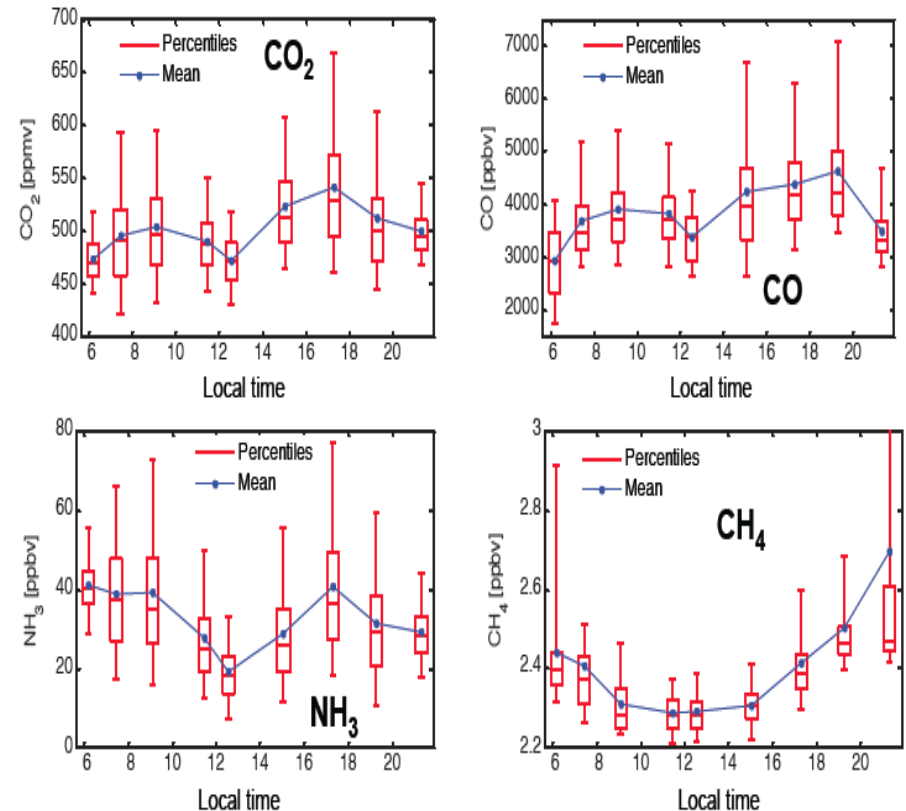 700
650
600
550
500
450
400
CO₂ [ppmv]
Percentiles
Mean
CO₂
6 8 10 12 14 16 18 20
Local time
7000
6000
5000
4000
3000
2000
CO [ppbv]
Percentiles
Mean
CO
6 8 10 12 14 16 18 20
Local time
80
60
40
20
0
NH₃ [ppbv]
Percentiles
Mean
NH₃
6 8 10 12 14 16 18 20
Local time
3
2.8
2.6
2.4
2.2
CH₄ [ppbv]
Percentiles
Mean
CH₄
6 8 10 12 14 16 18 20
Local time